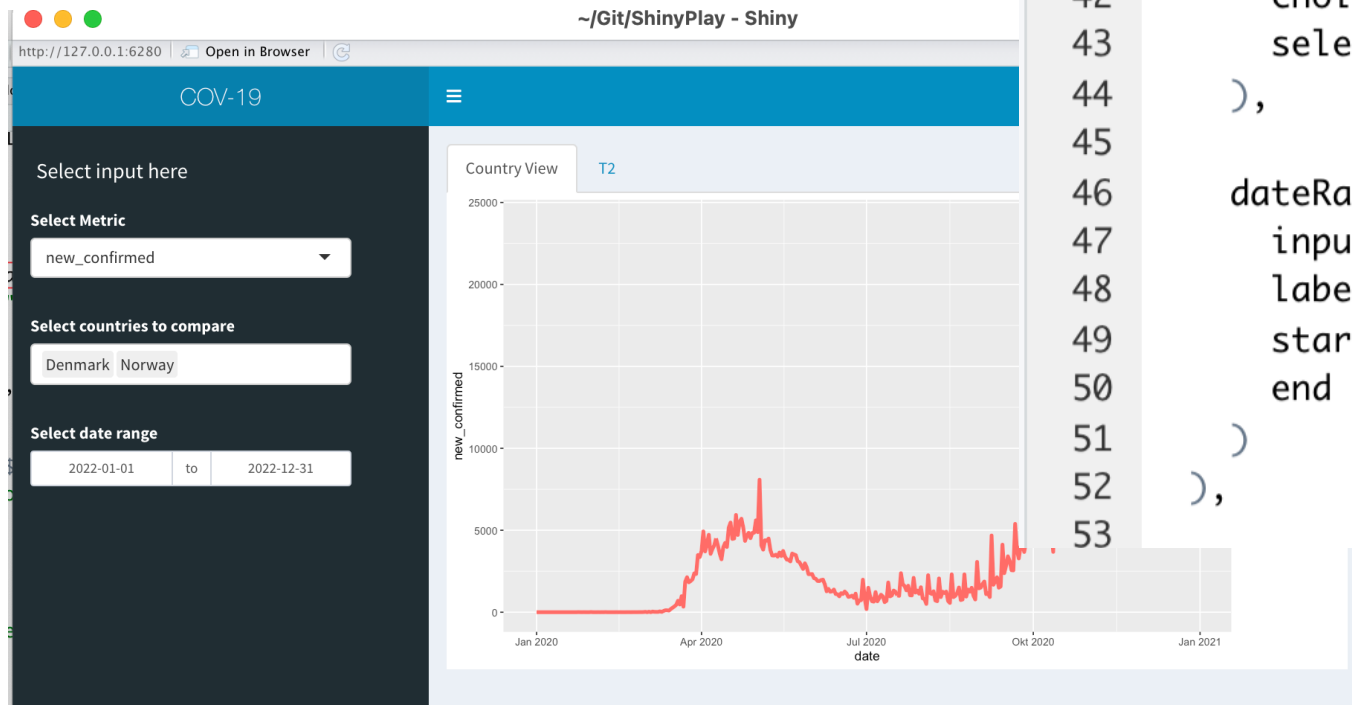 ~/Git/ShinyPlay - Shiny
http://127.0.0.1:6280 Open in Browser
COV-19
Select input here
Select Metric
new_confirmed
Select countries to compare
Denmark Norway
Select date range
2022-01-01 to 2022-12-31
Country View T2
25000
20000
15000
10000
5000
0
new_confirmed
Jan 2020 Apr 2020 Jul 2020 Okt 2020 Jan 2021
date
43 sele
44 ),
45
46 dateRa
47 inpu
48 labe
49 star
50 end
51 )
52 ),
53